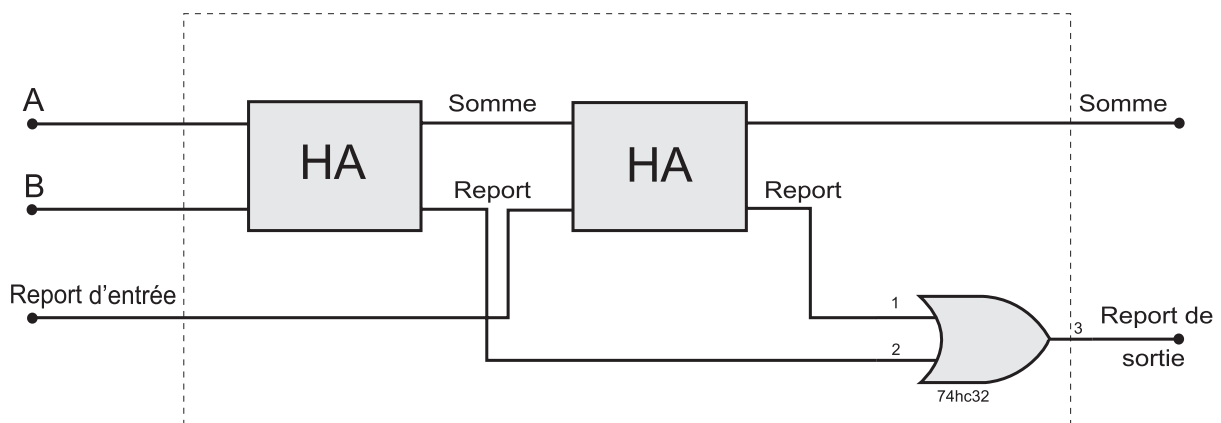 A
Somme
Somme
HA
HA
B
Report
Report
Report d’entrée
1
2
3
Report de
sortie
74hc32